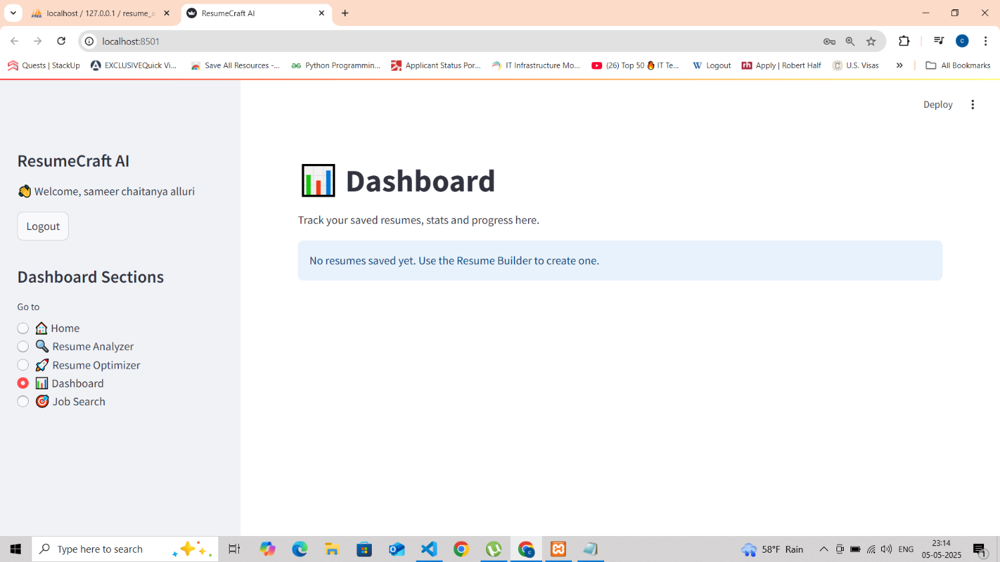 localhost / 127.0.0.1 / resume_a
ResumeCraft AI
localhost:8501
Quests | StackUp
EXCLUSIVEQuick Vi...
Save All Resources -...
Python Programmin...
Applicant Status Por...
IT Infrastructure Mo...
(26) Top 50 🔥 IT Te...
Logout
Apply | Robert Half
U.S. Visas
All Bookmarks
Deploy
ResumeCraft AI
👋 Welcome, sameer chaitanya alluri
Logout
Dashboard Sections
Go to
🏠 Home
🔍 Resume Analyzer
🚀 Resume Optimizer
📊 Dashboard
🎯 Job Search
📊 Dashboard
Track your saved resumes, stats and progress here.
No resumes saved yet. Use the Resume Builder to create one.
Type here to search
58°F Rain
ENG
23:14
05-05-2025
1